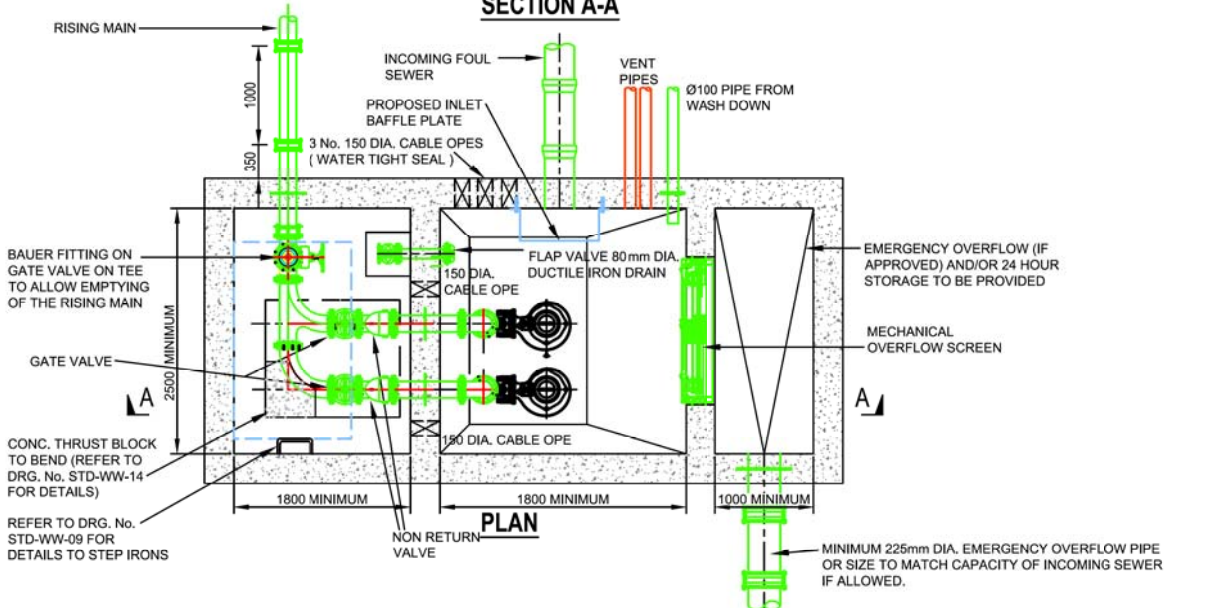 SECTION A-A
RISING MAIN
INCOMING FOUL
SEWER
VENT
PIPES
Ø100 PIPE FROM
WASH DOWN
PROPOSED INLET
BAFFLE PLATE
3 No. 150 DIA. CABLE OPES
( WATER TIGHT SEAL )
1000
350
BAUER FITTING ON
GATE VALVE ON TEE
TO ALLOW EMPTYING
OF THE RISING MAIN
FLAP VALVE 80mm DIA.
DUCTILE IRON DRAIN
150 DIA.
CABLE OPE
EMERGENCY OVERFLOW (IF
APPROVED) AND/OR 24 HOUR
STORAGE TO BE PROVIDED
MECHANICAL
OVERFLOW SCREEN
GATE VALVE
2500 MINIMUM
A
A
CONC. THRUST BLOCK
TO BEND (REFER TO
DRG. No. STD-WW-14
FOR DETAILS)
150 DIA. CABLE OPE
1800 MINIMUM
1800 MINIMUM
1000 MINIMUM
REFER TO DRG. No.
STD-WW-09 FOR
DETAILS TO STEP IRONS
NON RETURN
VALVE
PLAN
MINIMUM 225mm DIA. EMERGENCY OVERFLOW PIPE
OR SIZE TO MATCH CAPACITY OF INCOMING SEWER
IF ALLOWED.